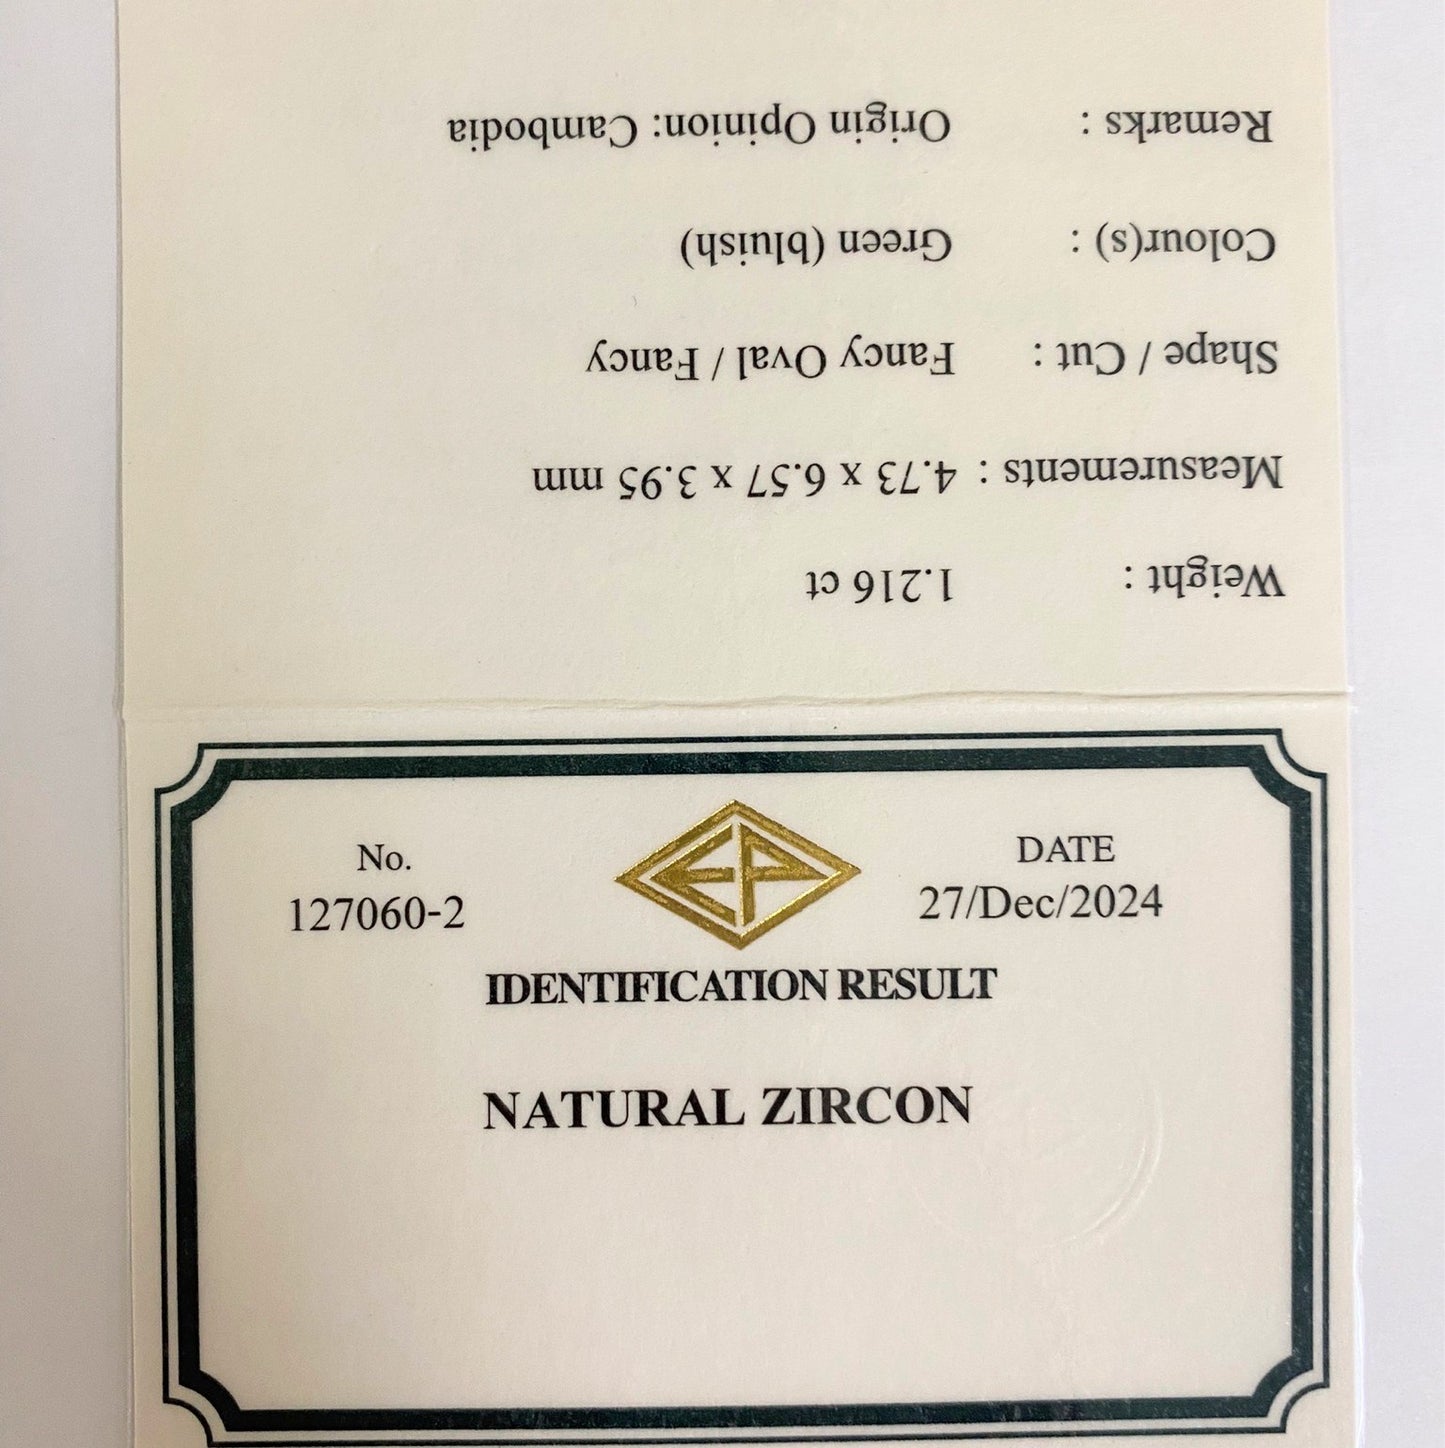 Weight : 1.216 ct
Measurements : 4.73 x 6.57 x 3.95 mm
Shape / Cut : Fancy Oval / Fancy
Colour(s) : Green (bluish)
Remarks : Origin Opinion: Cambodia
No.
127060-2
EP
DATE
27/Dec/2024
IDENTIFICATION RESULT
NATURAL ZIRCON